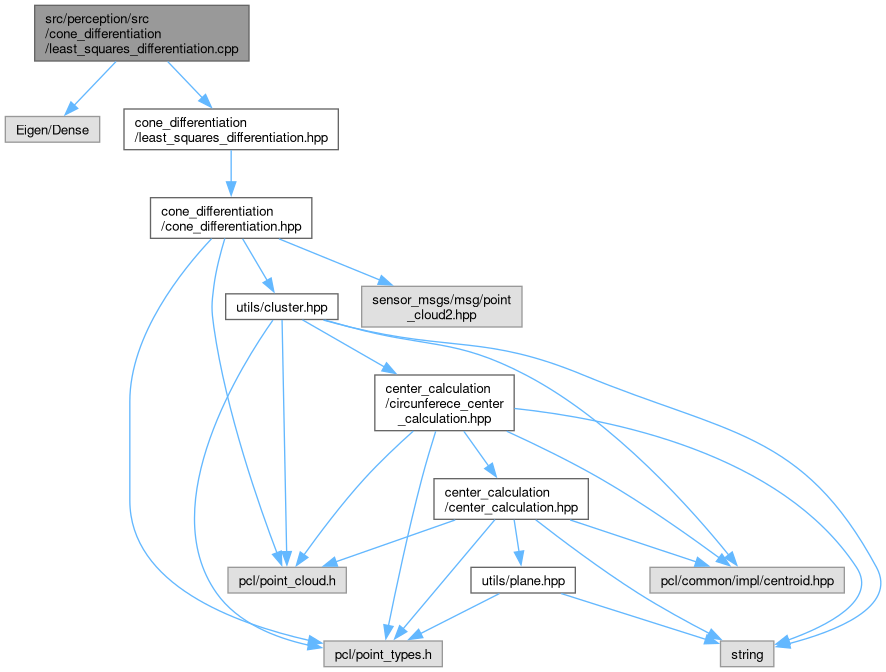 src/perception/src
/cone_differentiation
/least_squares_differentiation.cpp
Eigen/Dense
cone_differentiation
/least_squares_differentiation.hpp
cone_differentiation
/cone_differentiation.hpp
utils/cluster.hpp
sensor_msgs/msg/point
_cloud2.hpp
center_calculation
/circunferece_center
_calculation.hpp
center_calculation
/center_calculation.hpp
pcl/point_cloud.h
utils/plane.hpp
pcl/common/impl/centroid.hpp
pcl/point_types.h
string